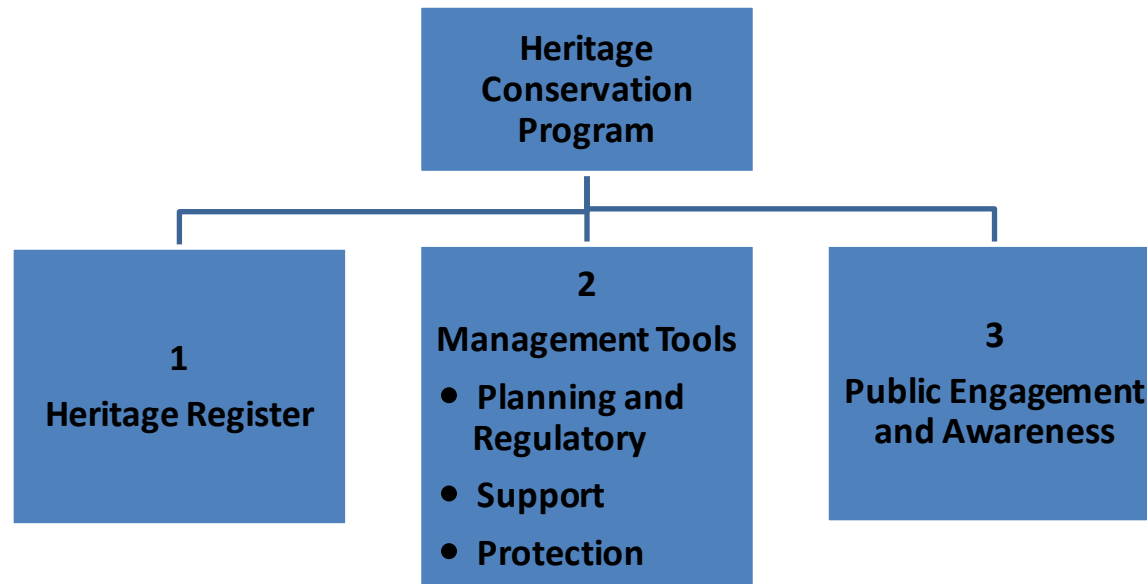 Heritage
Conservation
Program
1
Heritage Register
2
Management Tools
• Planning and
Regulatory
• Support
• Protection
3
Public Engagement
and Awareness